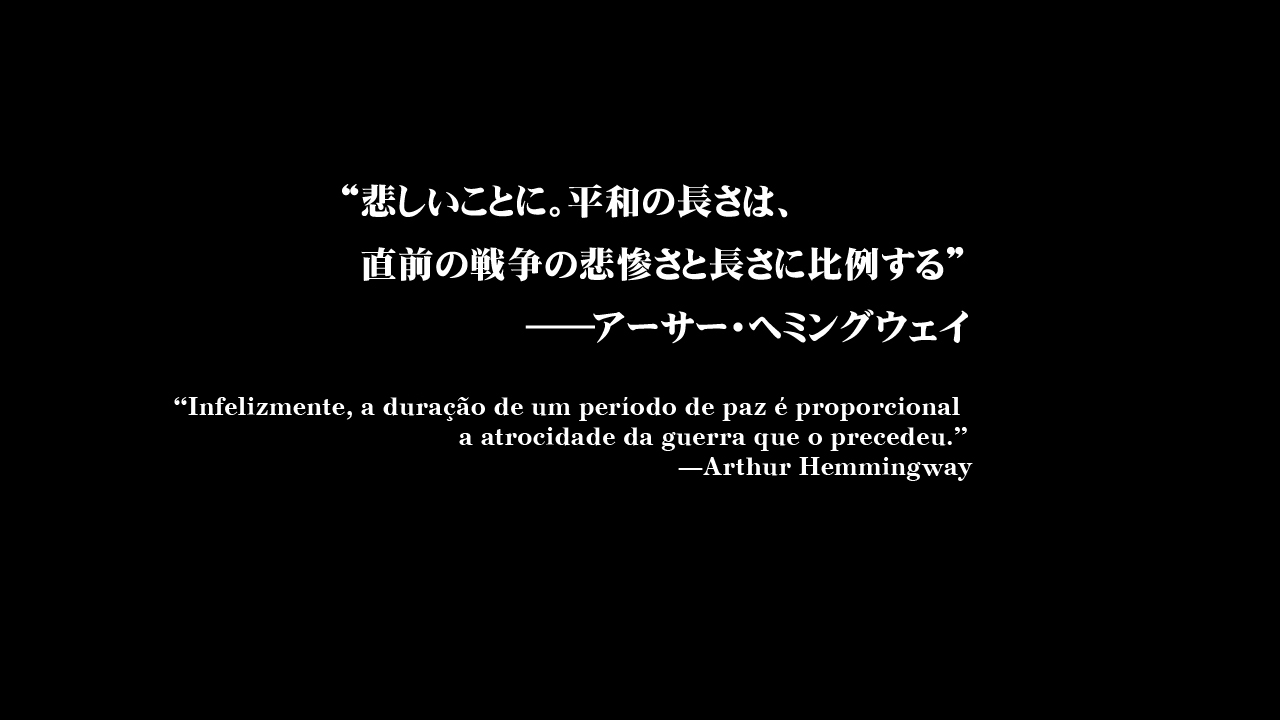 “悲しいことに。平和の長さは、
直前の戦争の悲惨さと長さに比例する”
──アーサー・ヘミングウェイ
“Infelizmente, a duração de um período de paz é proporcional
a atrocidade da guerra que o precedeu.”
—Arthur Hemmingway